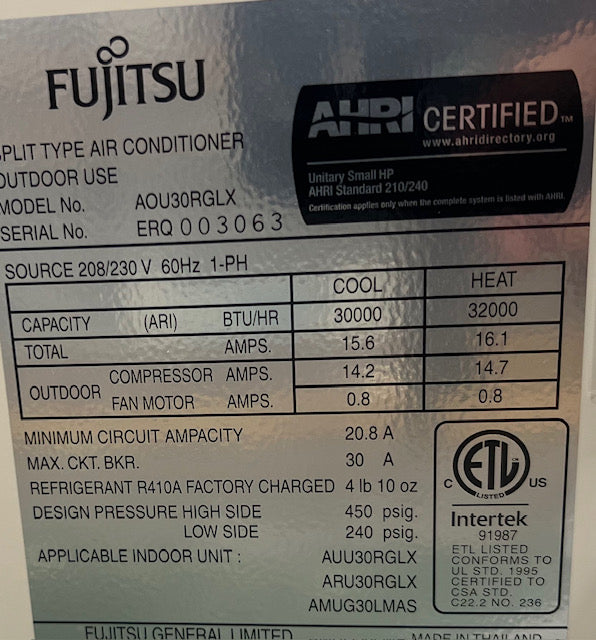 FUJITSU
AHRI CERTIFIED™
www.ahridirectory.org
Unitary Small HP
AHRI Standard 210/240
Certification applies only when the complete system is listed with AHRI.
SPLIT TYPE AIR CONDITIONER
OUTDOOR USE
MODEL No. AOU30RGLX
SERIAL No. ERQ 003063
SOURCE 208/230 V 60Hz 1-PH
COOL HEAT
CAPACITY (ARI) BTU/HR 30000 32000
TOTAL AMPS. 15.6 16.1
OUTDOOR COMPRESSOR AMPS. 14.2 14.7
FAN MOTOR AMPS. 0.8 0.8
MINIMUM CIRCUIT AMPACITY 20.8 A
MAX. CKT. BKR. 30 A
REFRIGERANT R410A FACTORY CHARGED 4 lb 10 oz
DESIGN PRESSURE HIGH SIDE 450 psig.
LOW SIDE 240 psig.
APPLICABLE INDOOR UNIT : AUU30RGLX
ARU30RGLX
AMUG30LMAS
C ETL US
LISTED
Intertek
91987
ETL LISTED
CONFORMS TO
UL STD. 1995
CERTIFIED TO
CSA STD.
C22.2 NO. 236
FUJITSU GENERAL LIMITED MADE IN THAILAND